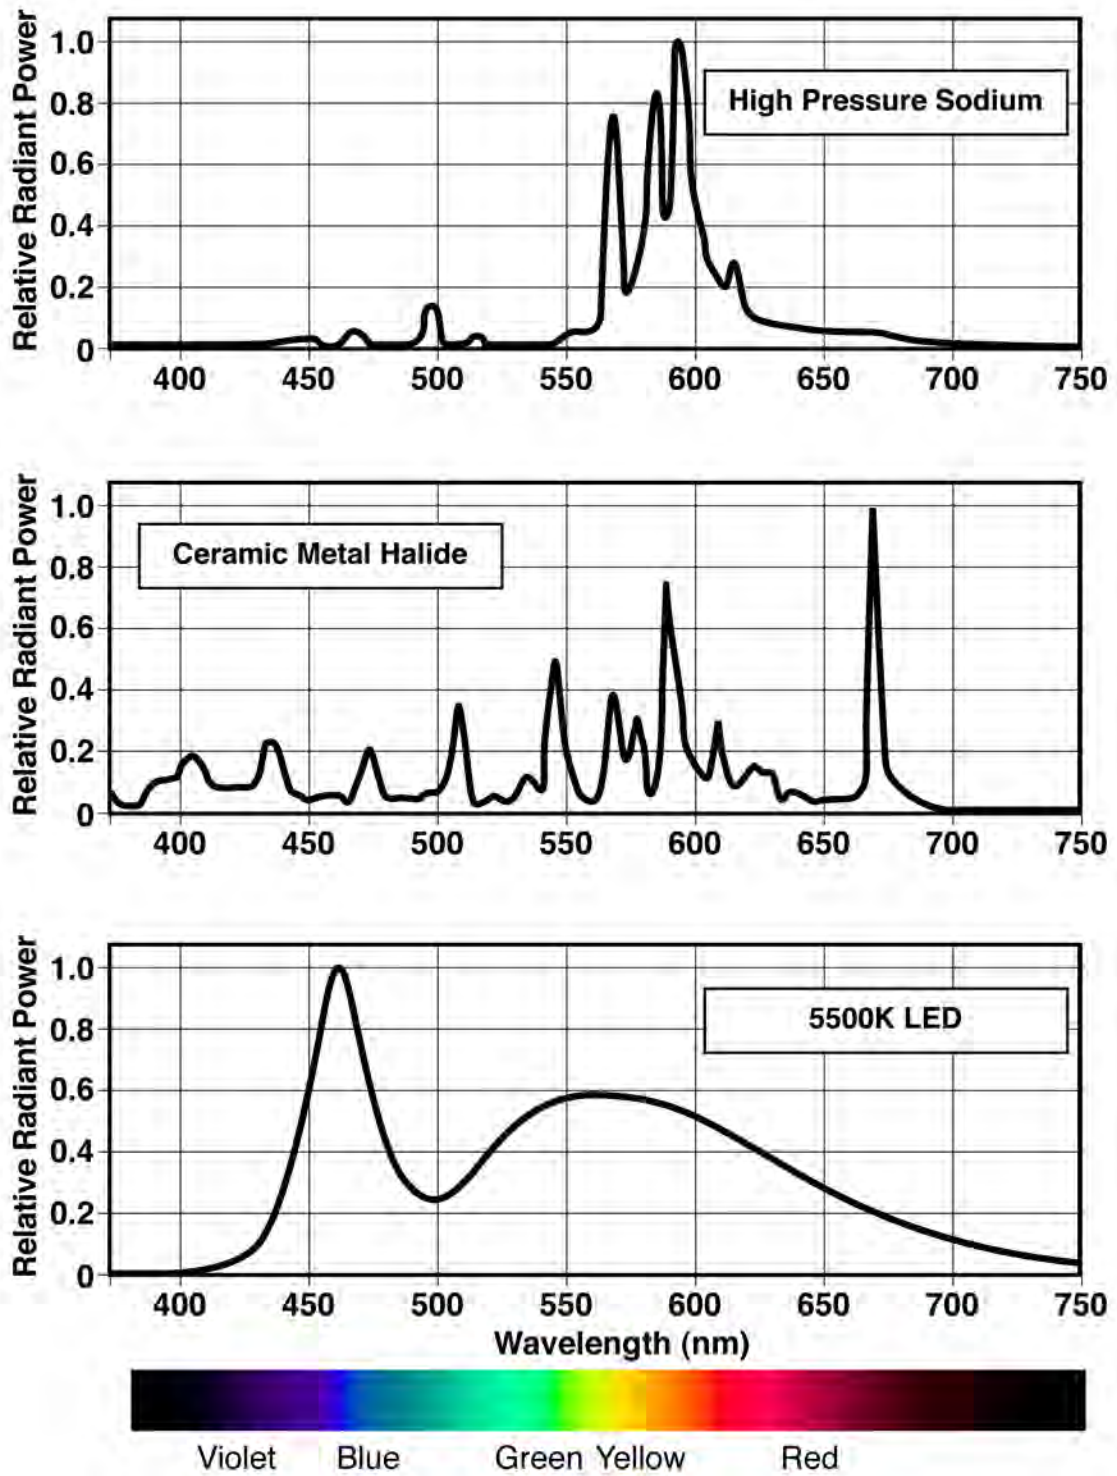 Relative Radiant Power
1.0
0.8
0.6
0.4
0.2
0
High Pressure Sodium
400 450 500 550 600 650 700 750
Relative Radiant Power
1.0
0.8
0.6
0.4
0.2
0
Ceramic Metal Halide
400 450 500 550 600 650 700 750
Relative Radiant Power
1.0
0.8
0.6
0.4
0.2
0
5500K LED
400 450 500 550 600 650 700 750
Wavelength (nm)
Violet Blue Green Yellow Red